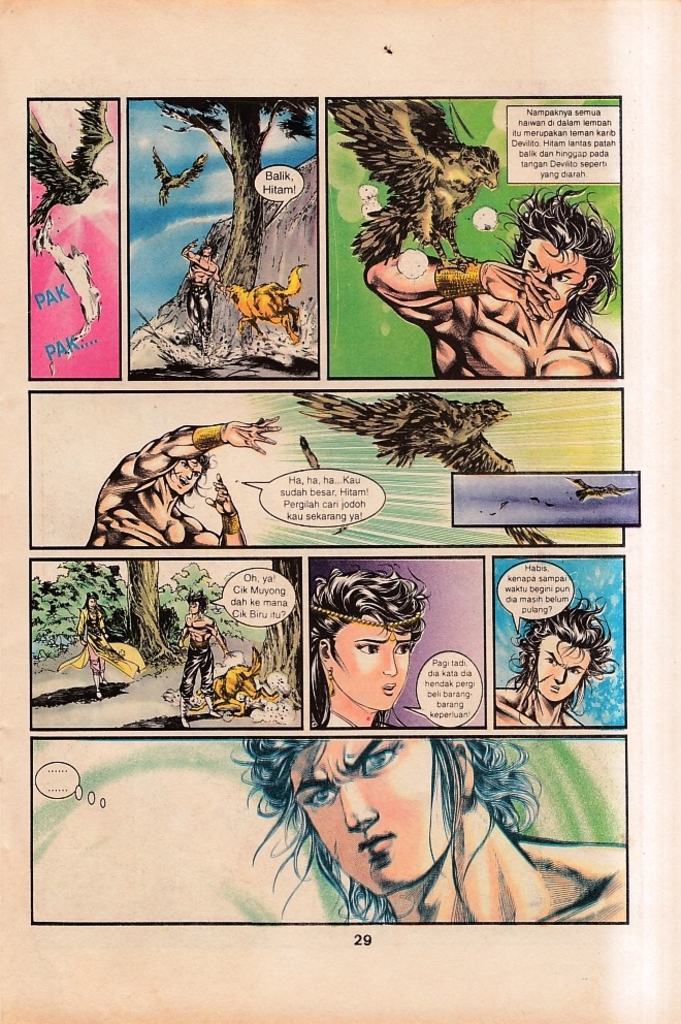 PAK
PAK....
Balik,
Hitam!
Nampaknya semua
haiwan di dalam lembah
itu merupakan teman karib
Devilito. Hitam lantas patah
balik dan hinggap pada
tangan Devilito seperti
yang diarah.
Ha, ha, ha...Kau
sudah besar, Hitam!
Pergilah cari jodoh
kau sekarang ya!
Oh, ya!
Cik Muyong
dah ke mana
Cik Biru itu?
Pagi tadi,
dia kata dia
hendak pergi
beli barang-
barang
keperluan!
Habis,
kenapa sampai
waktu begini pun
dia masih belum
pulang?
......
......
29